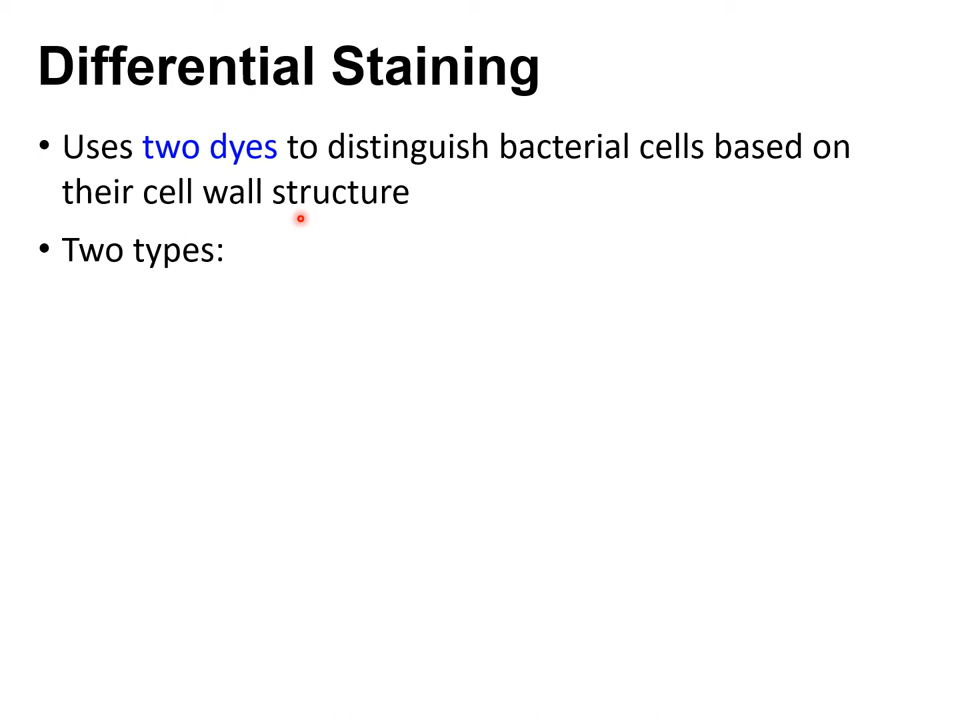 Differential Staining
• Uses two dyes to distinguish bacterial cells based on
their cell wall structure
• Two types: